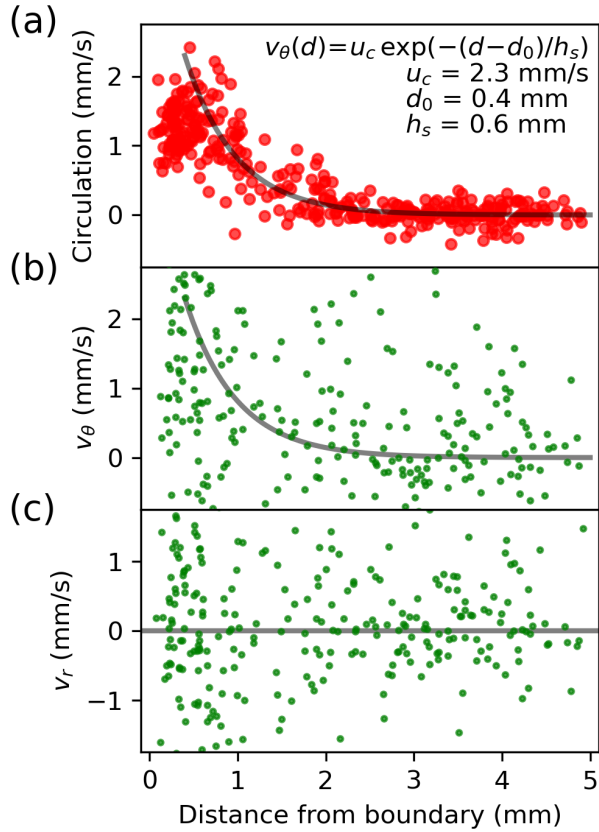 (a)
Circulation (mm/s)
2
1
0
v_θ(d)=u_c exp(−(d−d_0)/h_s)
u_c = 2.3 mm/s
d_0 = 0.4 mm
h_s = 0.6 mm
(b)
v_θ (mm/s)
2
1
0
(c)
v_r (mm/s)
1
0
−1
0 1 2 3 4 5
Distance from boundary (mm)